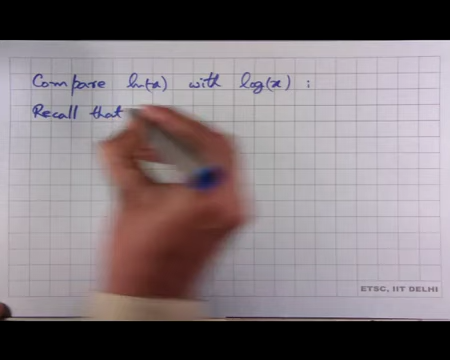 Compare ln(x) with log(x) :
Recall that
ETSC, IIT DELHI